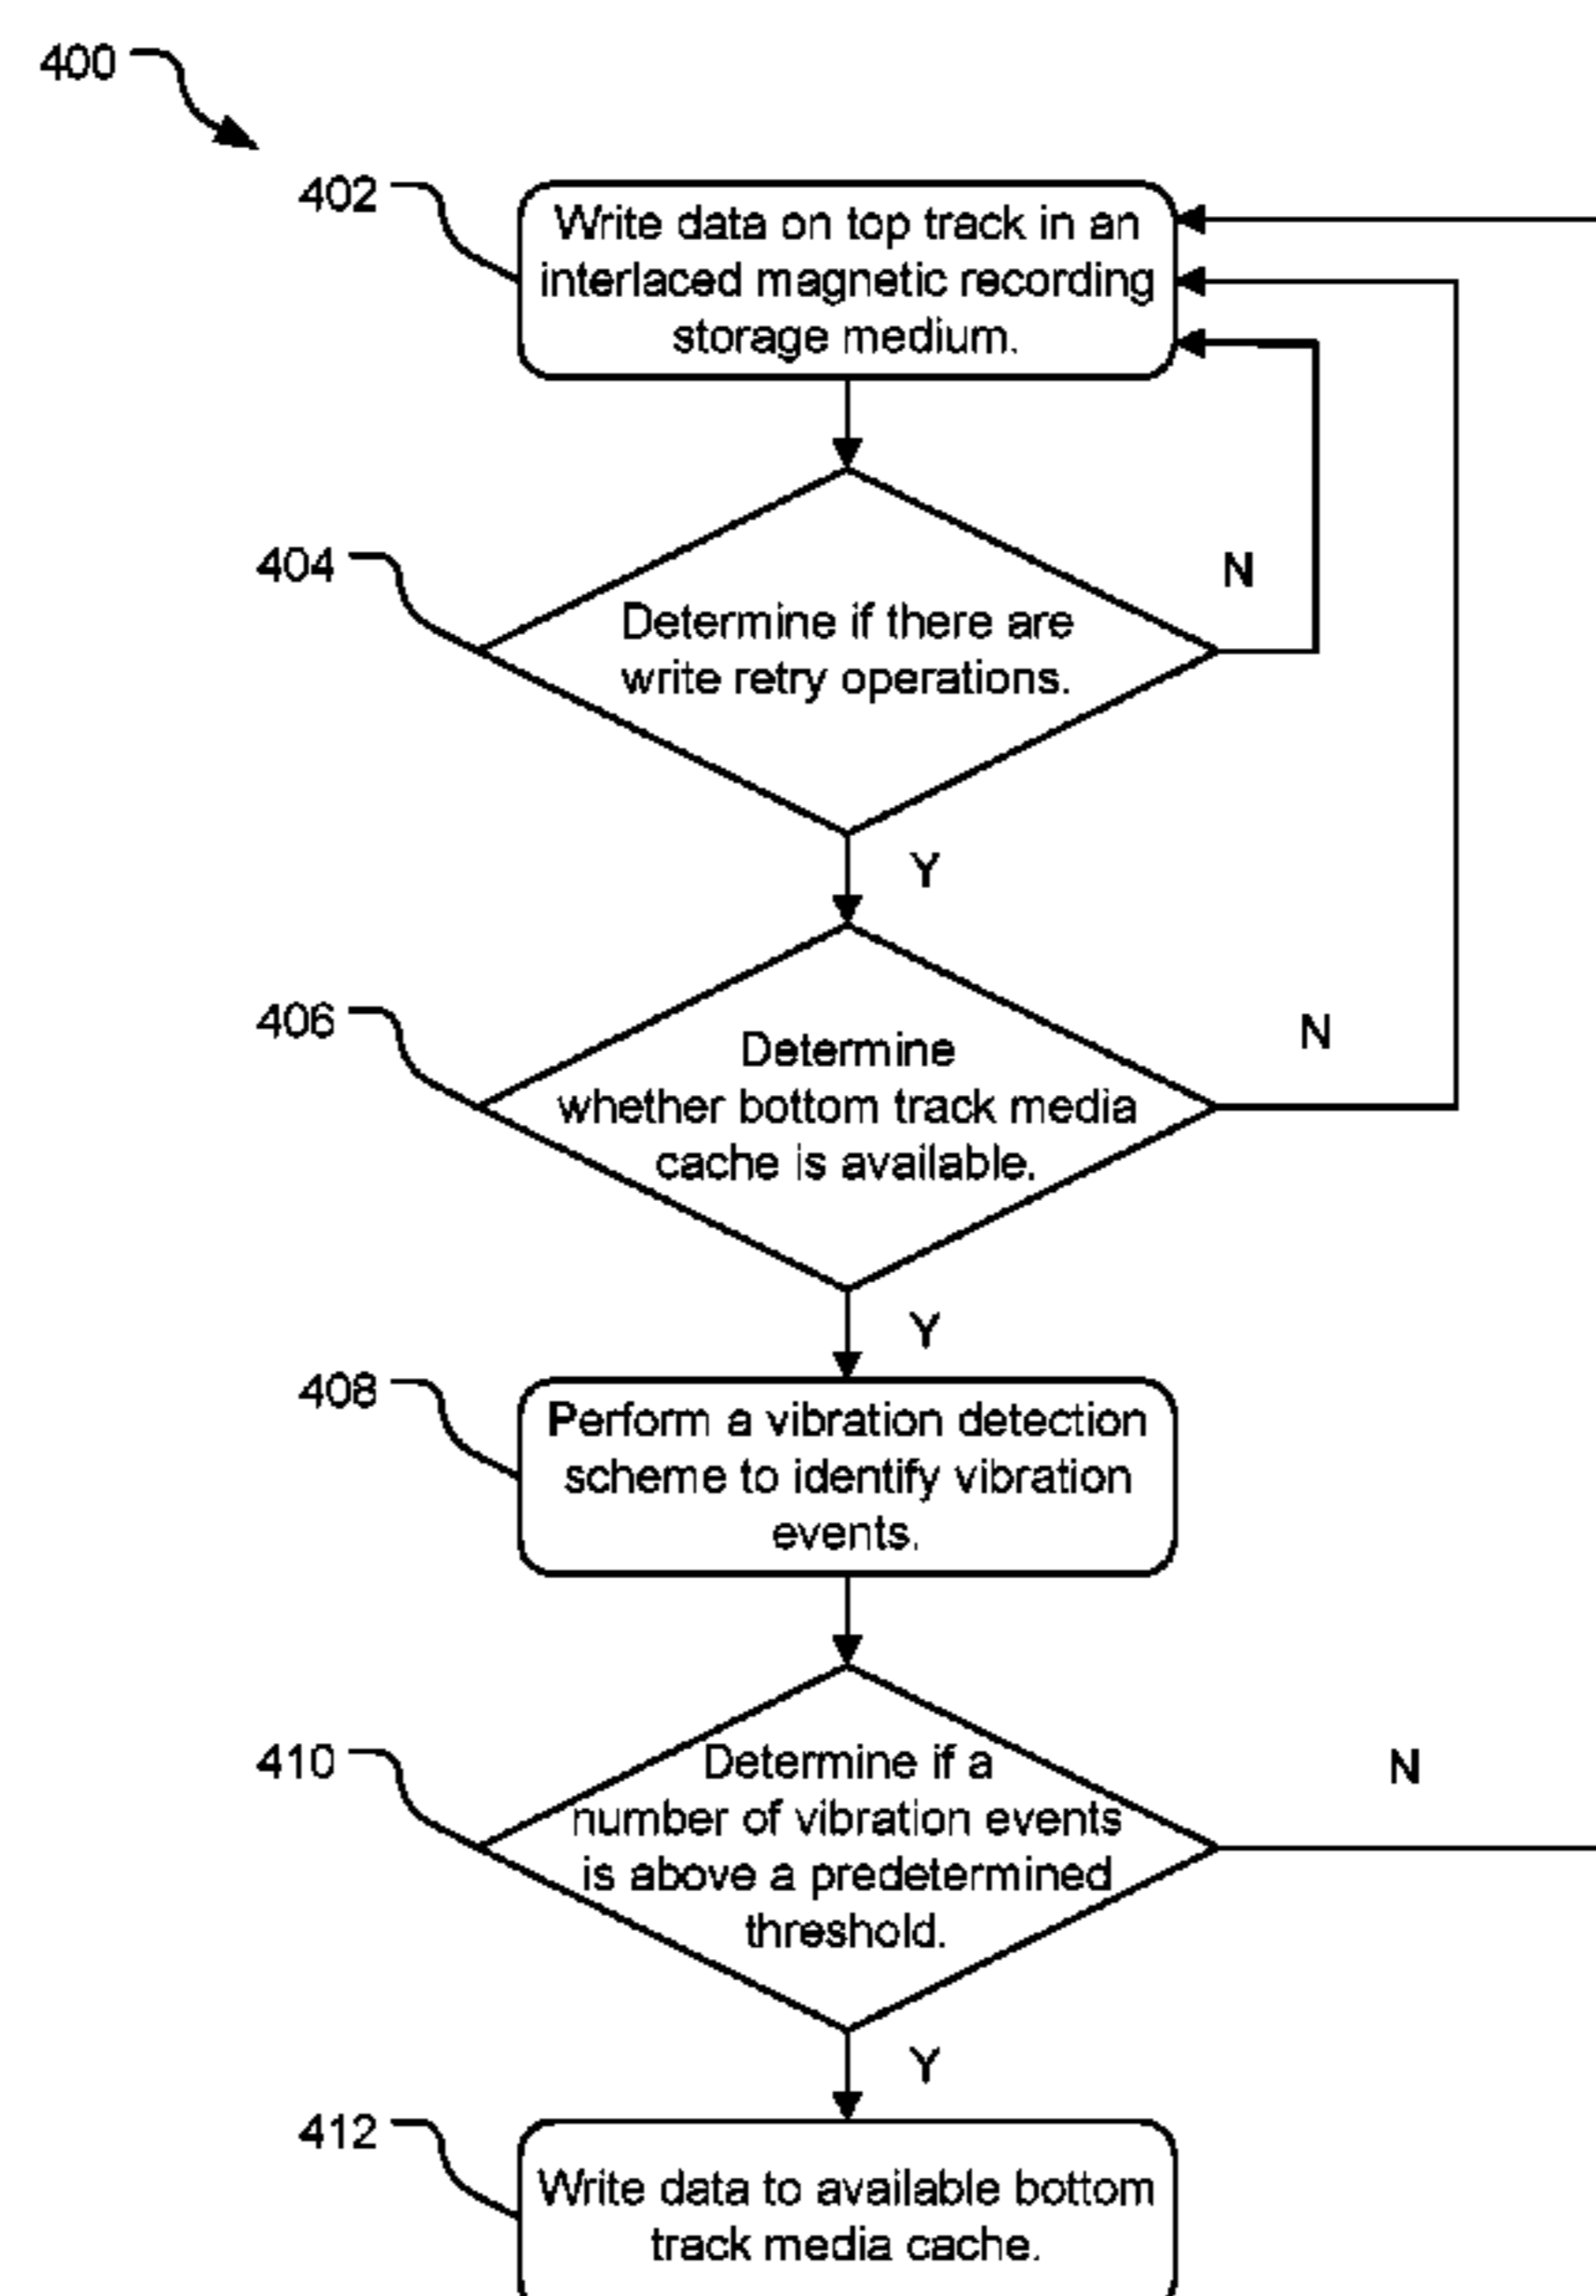 400
402
Write data on top track in an
interlaced magnetic recording
storage medium.
404
Determine if there are
write retry operations.
N
Y
406
Determine
whether bottom track media
cache is available.
N
Y
408
Perform a vibration detection
scheme to identify vibration
events.
410
Determine if a
number of vibration events
is above a predetermined
threshold.
N
Y
412
Write data to available bottom
track media cache.